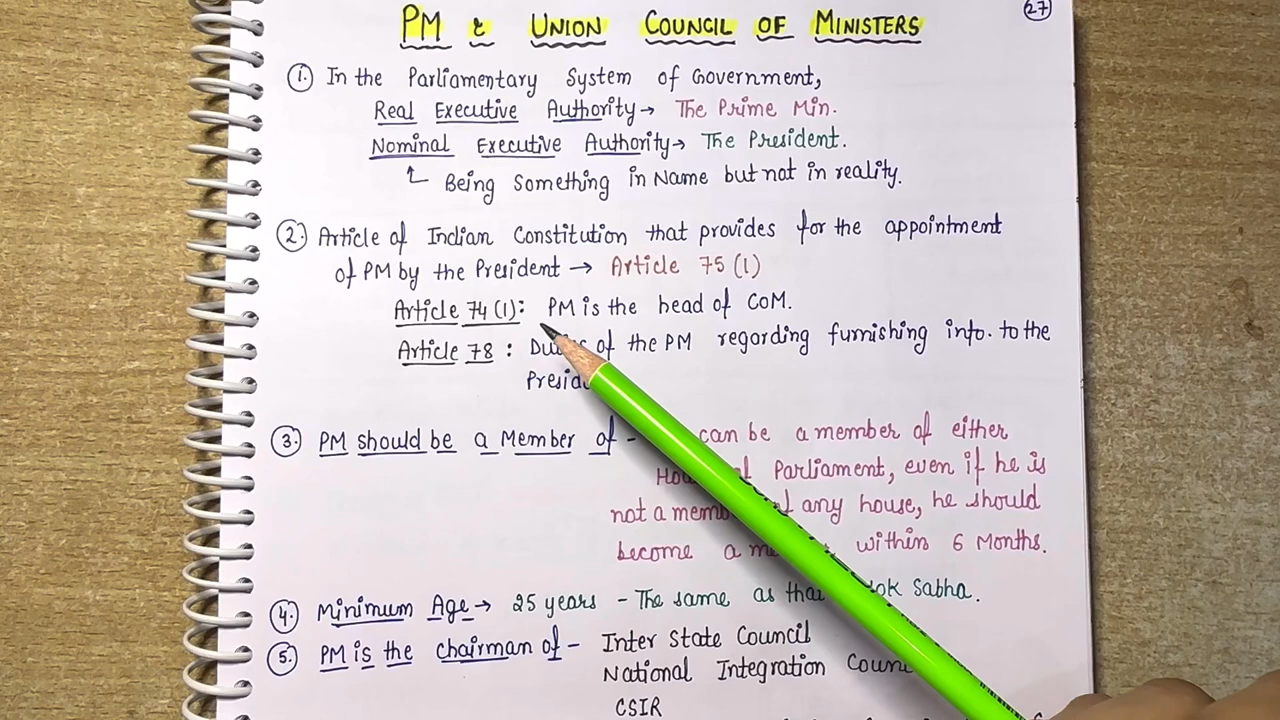 27
PM & UNION COUNCIL OF MINISTERS
1. In the Parliamentary System of Government,
Real Executive Authority → The Prime Min.
Nominal Executive Authority → The President.
Being Something in Name but not in reality.
2. Article of Indian Constitution that provides for the appointment
of PM by the President → Article 75 (1)
Article 74 (1): PM is the head of CoM.
Article 78 : of the PM regarding furnishing info. to the
3. PM should be a Member of - can be a member of either
Parliament, even if he is
not a any house, he should
become a within 6 Months.
4. Minimum Age → 25 years - The same as Sabha.
5. PM is the chairman of - Inter State Council
National Integration
CSIR